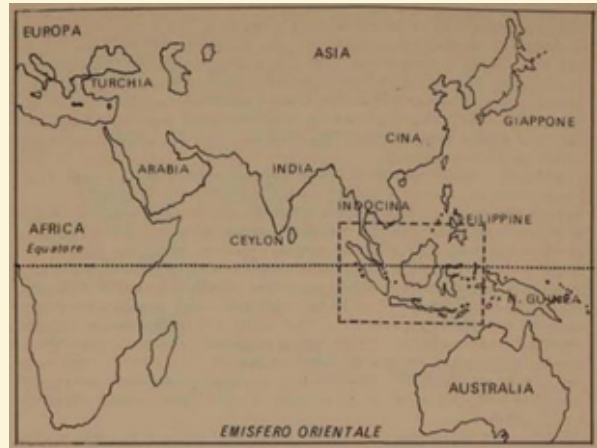 EUROPA
ASIA
TURCHIA
GIAPPONE
CINA
ARABIA
INDIA
INDOCINA
FILIPPINE
AFRICA
CEYLON
Equatore
N. GUINEA
AUSTRALIA
EMISFERO ORIENTALE